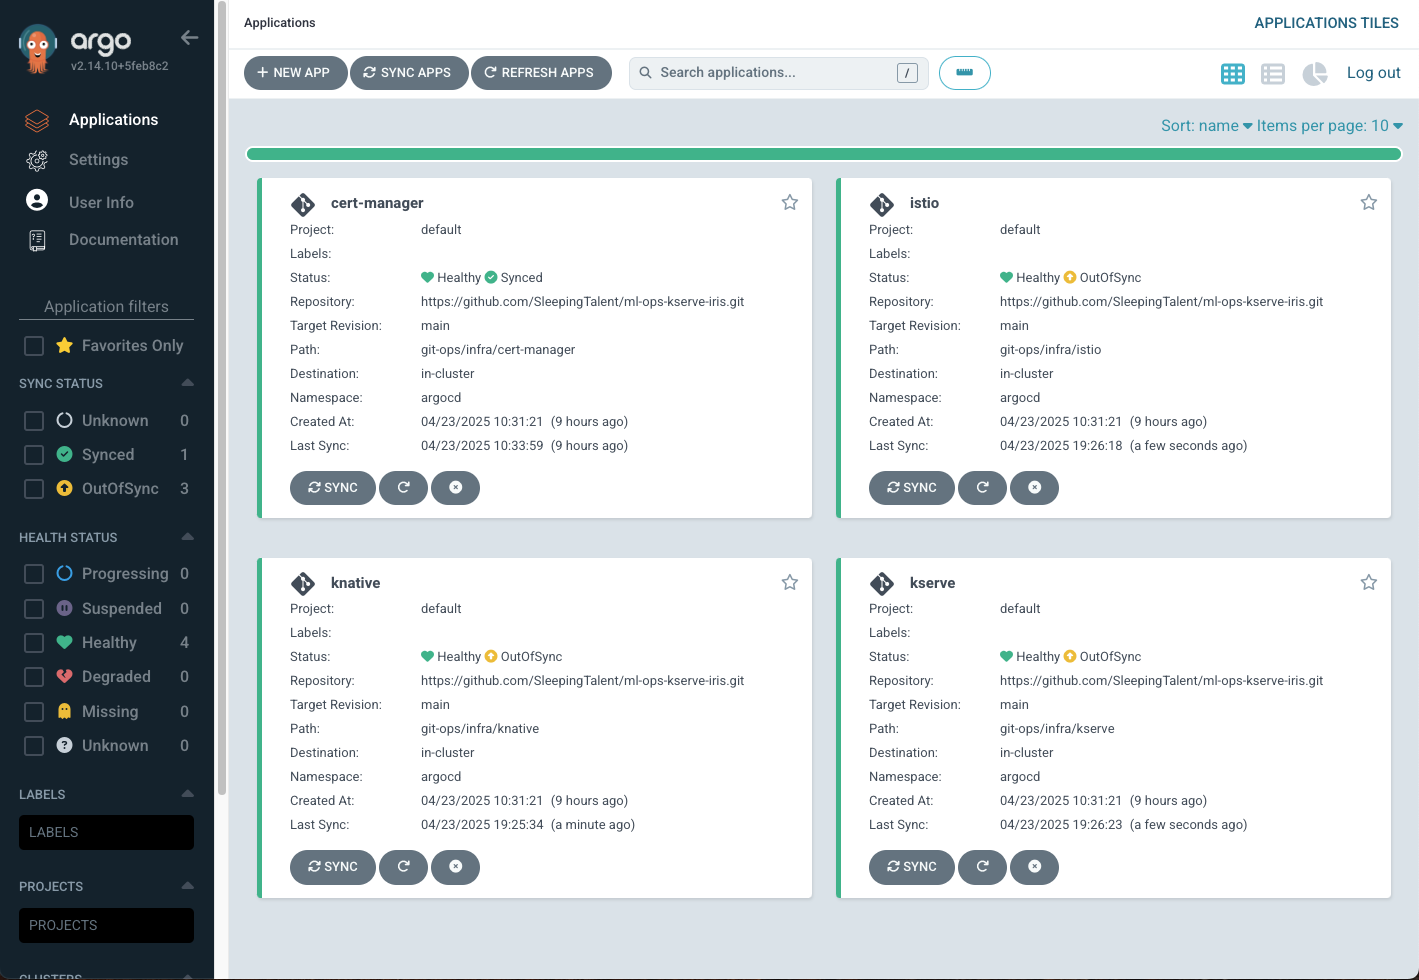 argo
v2.14.10+5feb8c2
Applications
Settings
User Info
Documentation
Application filters
Favorites Only
SYNC STATUS
Unknown 0
Synced 1
OutOfSync 3
HEALTH STATUS
Progressing 0
Suspended 0
Healthy 4
Degraded 0
Missing 0
Unknown 0
LABELS
LABELS
PROJECTS
PROJECTS
CLUSTERS
Applications
APPLICATIONS TILES
NEW APP SYNC APPS REFRESH APPS Search applications... / Log out
Sort: name Items per page: 10
cert-manager
Project: default
Labels:
Status: Healthy Synced
Repository: https://github.com/SleepingTalent/ml-ops-kserve-iris.git
Target Revision: main
Path: git-ops/infra/cert-manager
Destination: in-cluster
Namespace: argocd
Created At: 04/23/2025 10:31:21 (9 hours ago)
Last Sync: 04/23/2025 10:33:59 (9 hours ago)
SYNC
istio
Project: default
Labels:
Status: Healthy OutOfSync
Repository: https://github.com/SleepingTalent/ml-ops-kserve-iris.git
Target Revision: main
Path: git-ops/infra/istio
Destination: in-cluster
Namespace: argocd
Created At: 04/23/2025 10:31:21 (9 hours ago)
Last Sync: 04/23/2025 19:26:18 (a few seconds ago)
SYNC
knative
Project: default
Labels:
Status: Healthy OutOfSync
Repository: https://github.com/SleepingTalent/ml-ops-kserve-iris.git
Target Revision: main
Path: git-ops/infra/knative
Destination: in-cluster
Namespace: argocd
Created At: 04/23/2025 10:31:21 (9 hours ago)
Last Sync: 04/23/2025 19:25:34 (a minute ago)
SYNC
kserve
Project: default
Labels:
Status: Healthy OutOfSync
Repository: https://github.com/SleepingTalent/ml-ops-kserve-iris.git
Target Revision: main
Path: git-ops/infra/kserve
Destination: in-cluster
Namespace: argocd
Created At: 04/23/2025 10:31:21 (9 hours ago)
Last Sync: 04/23/2025 19:26:23 (a few seconds ago)
SYNC